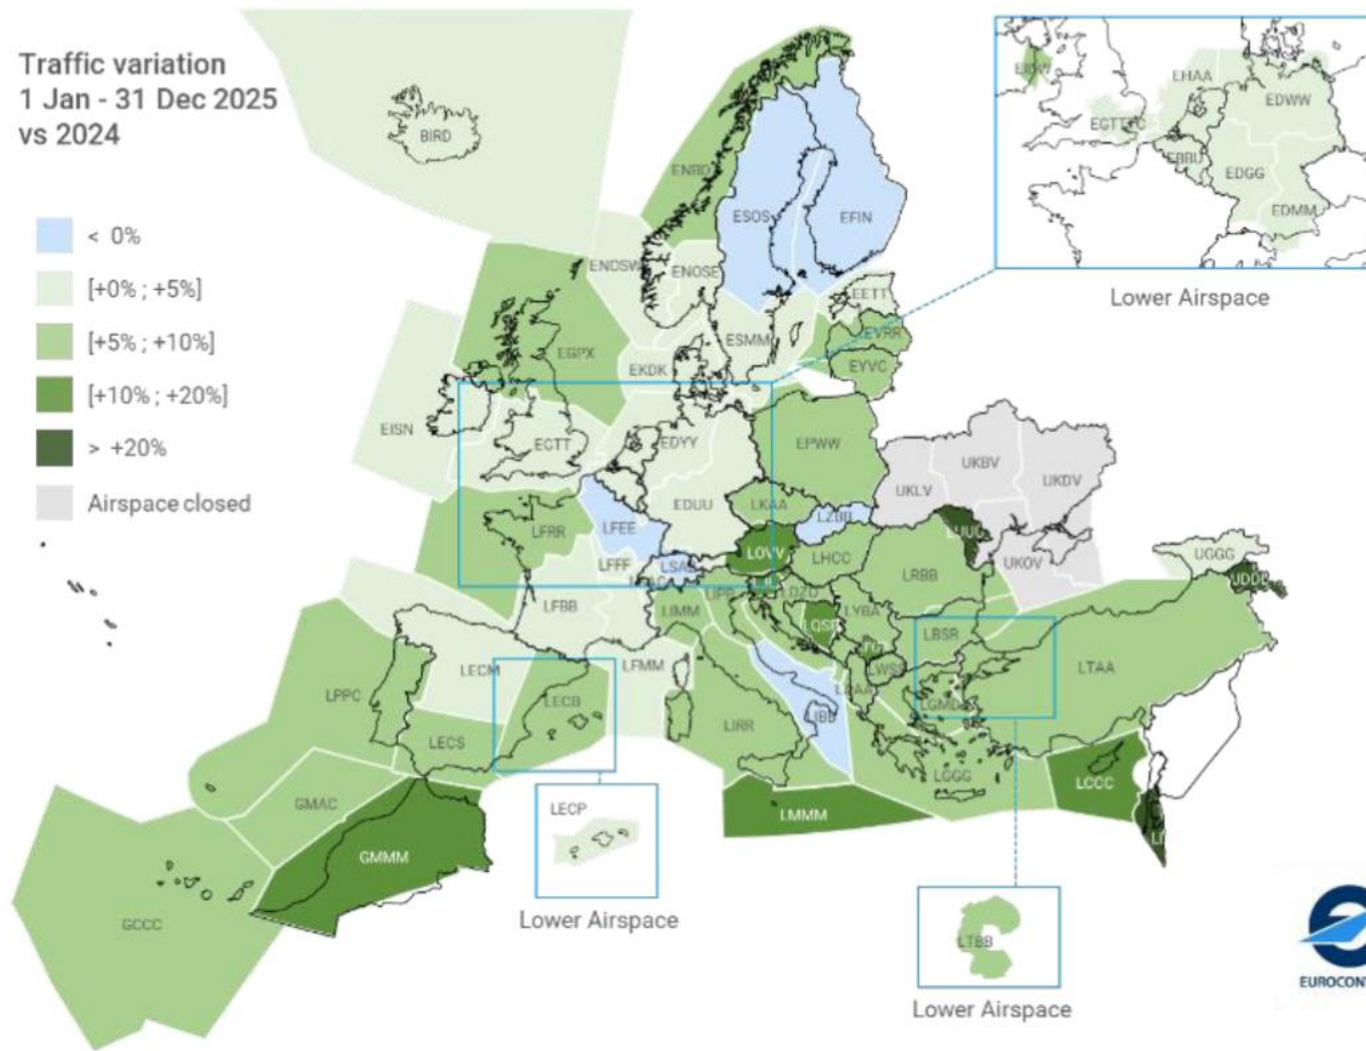 Traffic variation
1 Jan - 31 Dec 2025
vs 2024
< 0%
[+0% ; +5%]
[+5% ; +10%]
[+10% ; +20%]
> +20%
Airspace closed
BIRD
ENBD
ESOS
EFIN
ENOSW
ENOSE
EETT
ESMM
EVRR
EYVC
EGPX
EKDK
EISN
EGTT
EDYY
EPWW
UKBV
UKLV
UKDV
EDUU
LKAA
LZBB
LFRR
LFEE
LOVV
LHCC
UKOV
LFFF
LRBB
UGGG
UDDD
LFBB
LIMM
LYBA
LBSR
LECM
LFMM
LWSS
LTAA
LPPC
LECB
LGMD
LIBB
LECS
LIRR
LGGG
LCCC
GMAC
LMMM
GMMM
GCCC
EHAA
EDWW
EBBU
EDGG
EDMM
Lower Airspace
LECP
Lower Airspace
LTBB
Lower Airspace